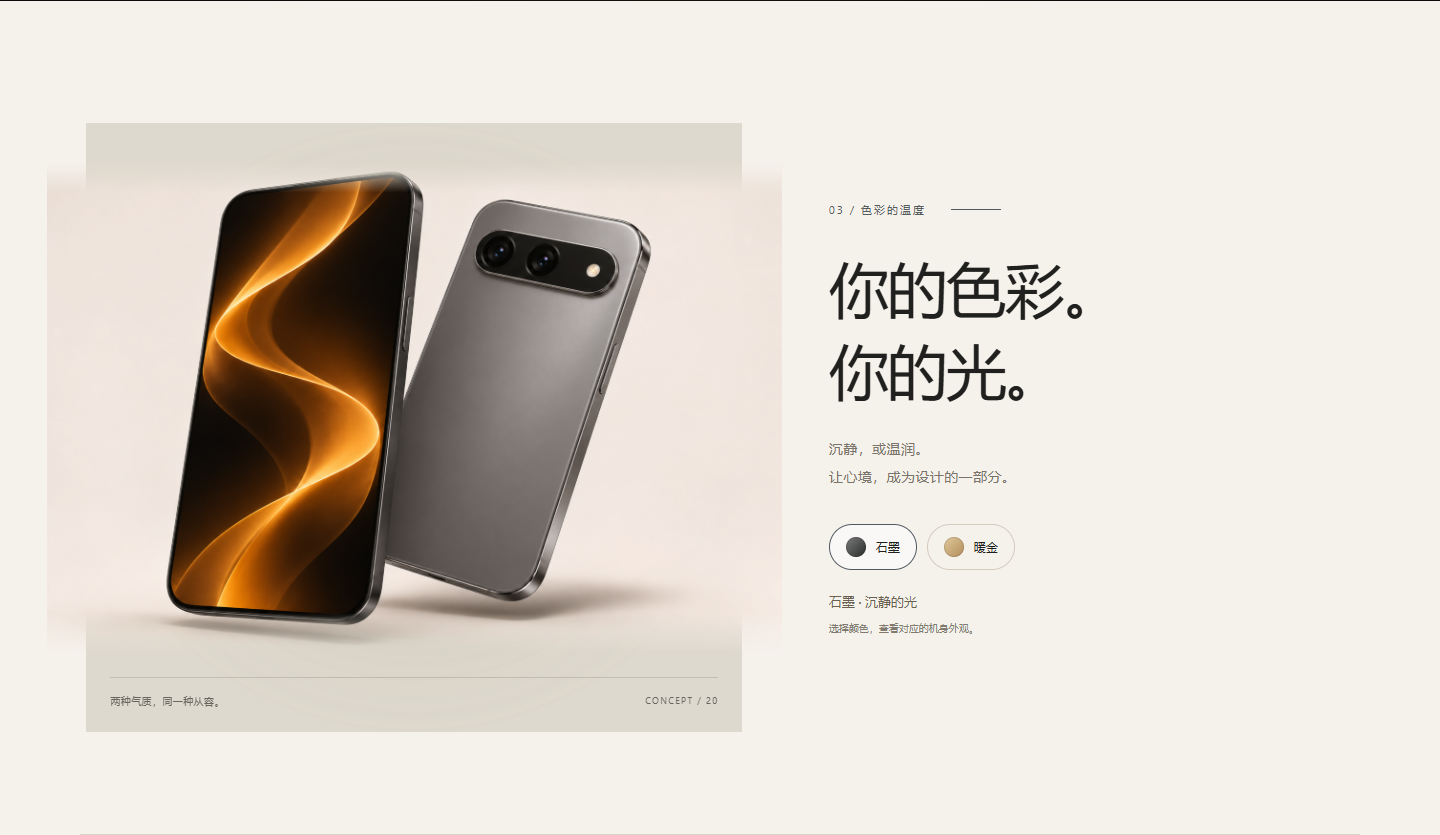 03 / 色彩的温度
你的色彩。
你的光。
沉静，或温润。
让心境，成为设计的一部分。
石墨
暖金
石墨 · 沉静的光
选择颜色，查看对应的机身外观。
两种气质，同一种从容。
CONCEPT / 20